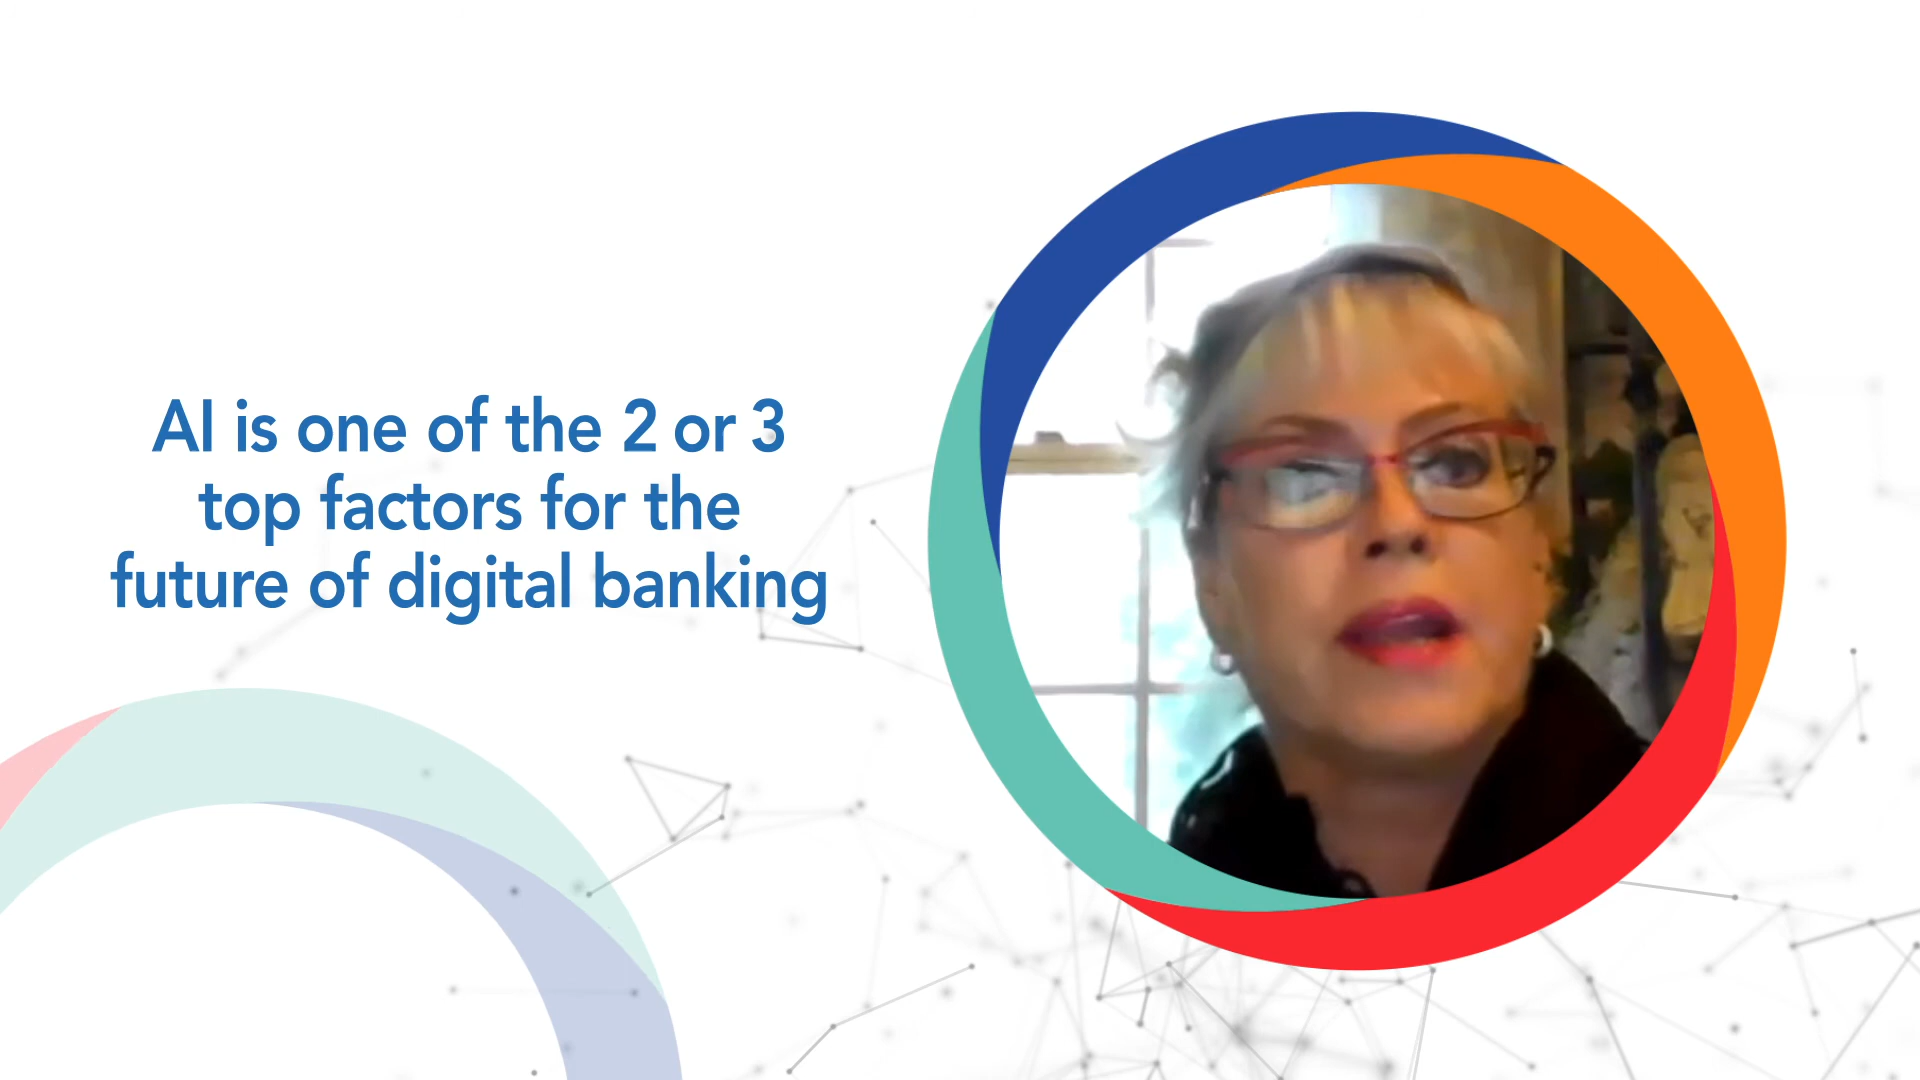 AI is one of the 2 or 3
top factors for the
future of digital banking